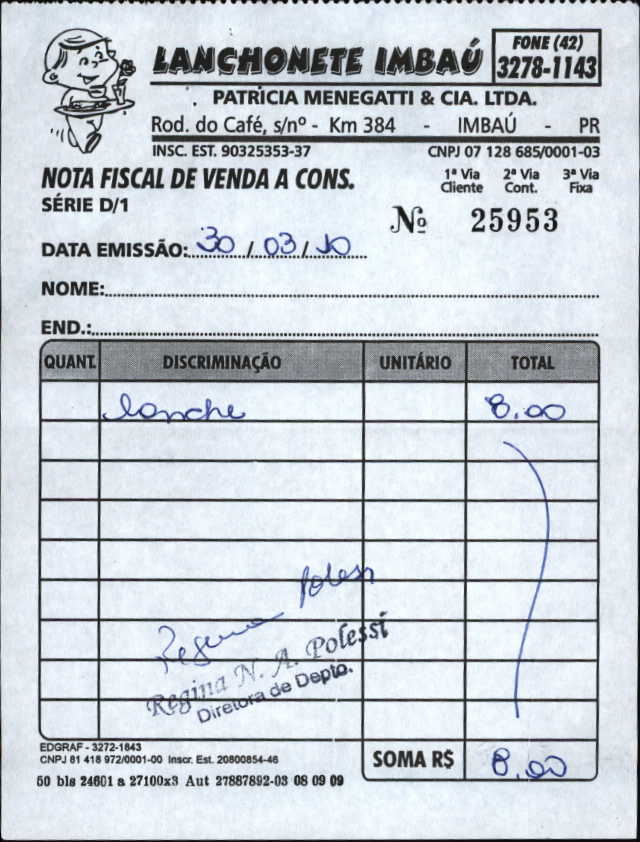 LANCHONETE IMBAÚ
FONE (42)
3278-1143
PATRÍCIA MENEGATTI & CIA. LTDA.
Rod. do Café, s/nº - Km 384 - IMBAÚ - PR
INSC. EST. 90325353-37 CNPJ 07 128 685/0001-03
NOTA FISCAL DE VENDA A CONS.
SÉRIE D/1
1ª Via Cliente 2ª Via Cont. 3ª Via Fixa
Nº 25953
DATA EMISSÃO: 30 / 03 / 10
NOME:
END.:
QUANT. DISCRIMINAÇÃO UNITÁRIO TOTAL
lanche 8,00
Regina Polessi
Regina N. A. Polessi
Diretora de Depto.
EDGRAF - 3272-1843
CNPJ 81 418 972/0001-00 Inscr. Est. 20800854-46
50 bls 24601 a 27100x3 Aut 27887892-03 08 09 09
SOMA R$ 8,00